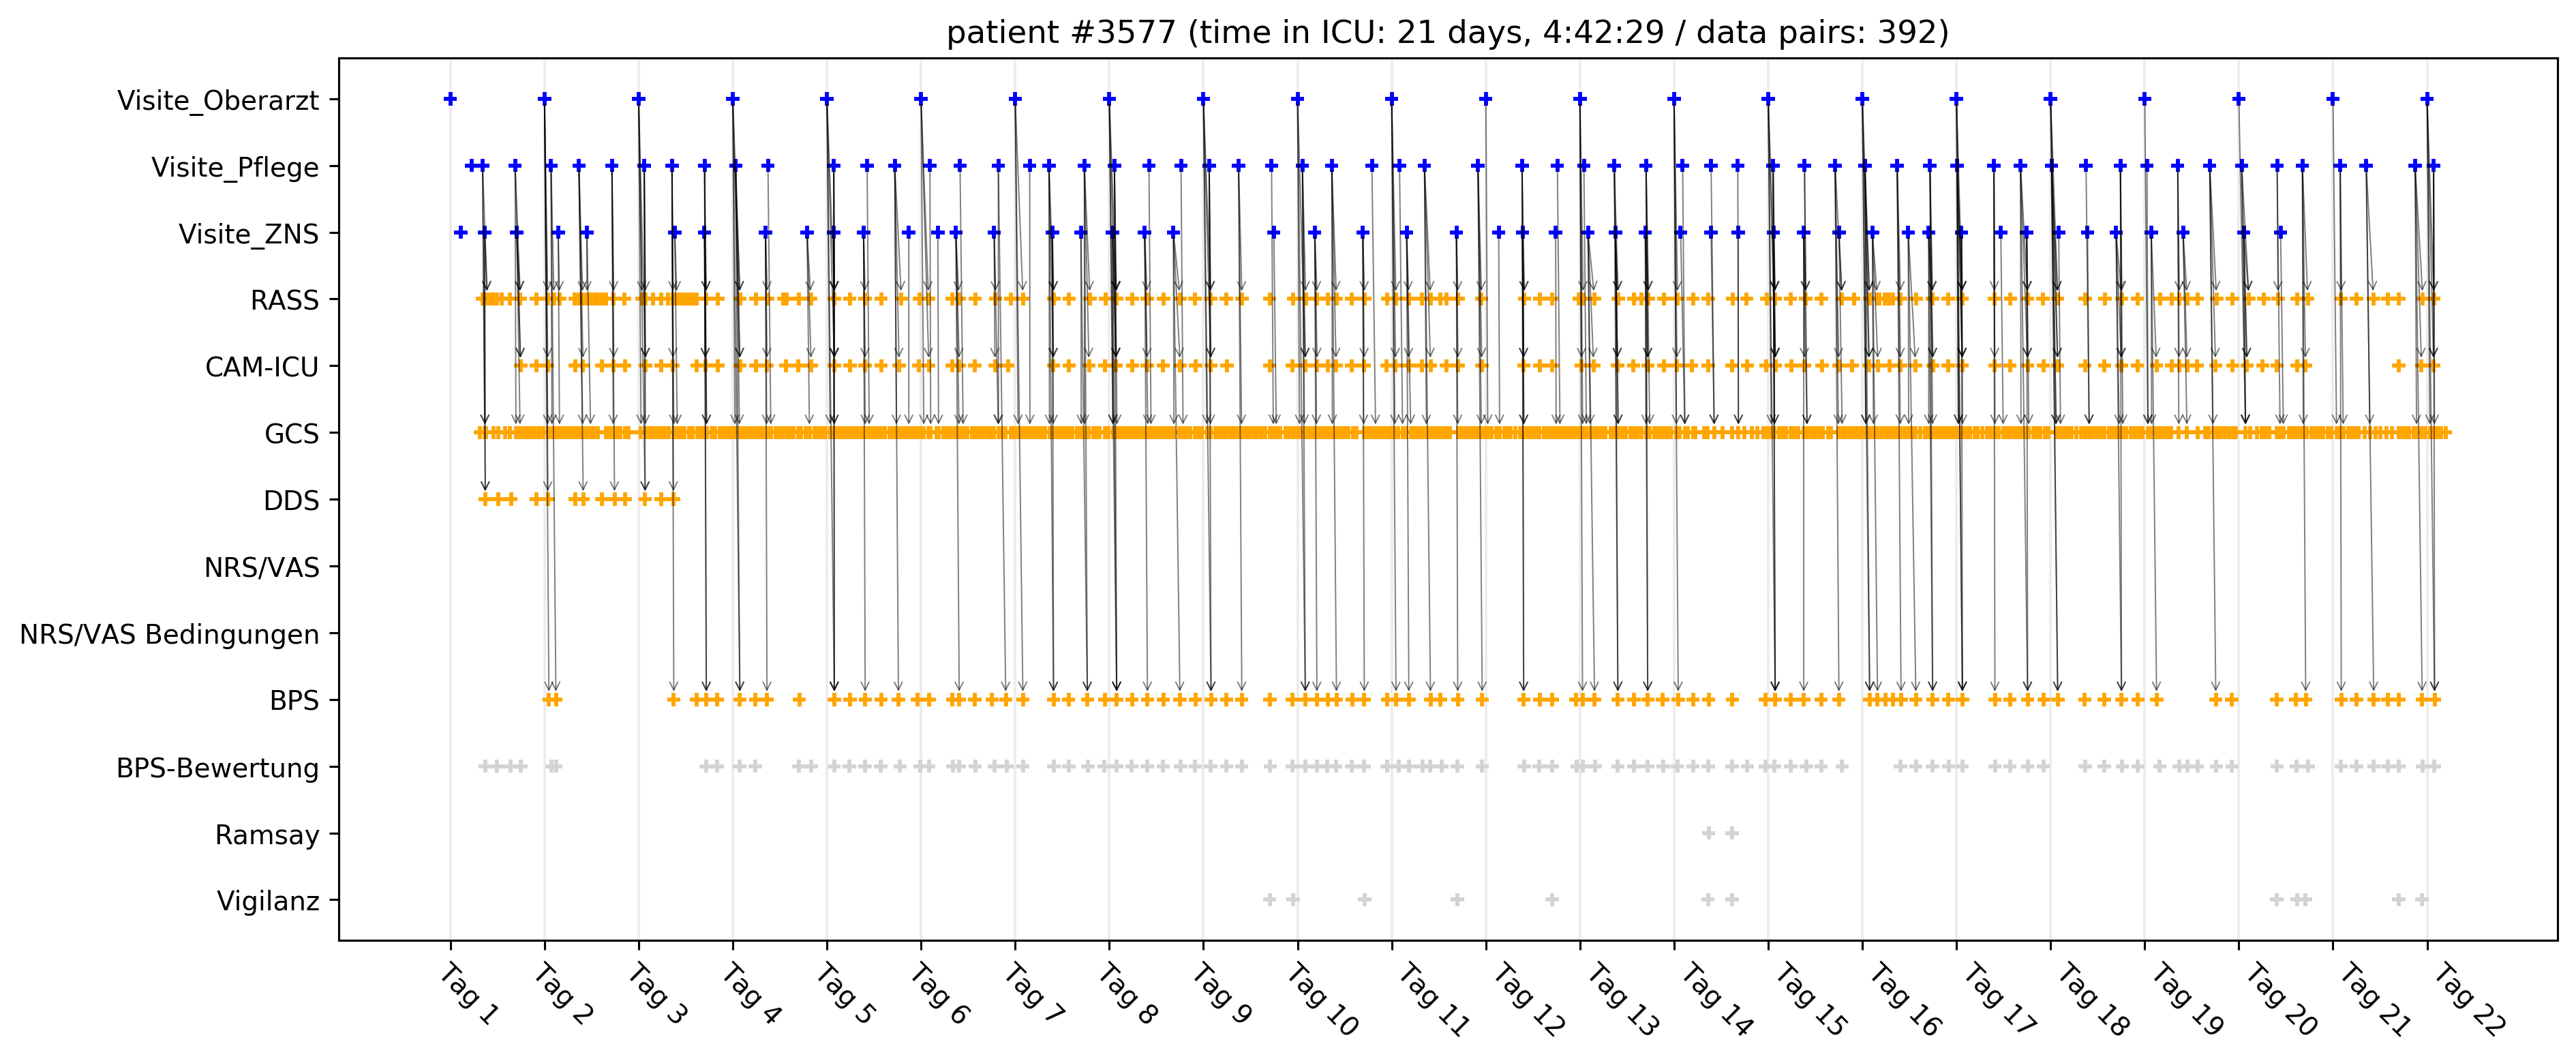 patient #3577 (time in ICU: 21 days, 4:42:29 / data pairs: 392)
Visite_Oberarzt
Visite_Pflege
Visite_ZNS
RASS
CAM-ICU
GCS
DDS
NRS/VAS
NRS/VAS Bedingungen
BPS
BPS-Bewertung
Ramsay
Vigilanz
Tag 1
Tag 2
Tag 3
Tag 4
Tag 5
Tag 6
Tag 7
Tag 8
Tag 9
Tag 10
Tag 11
Tag 12
Tag 13
Tag 14
Tag 15
Tag 16
Tag 17
Tag 18
Tag 19
Tag 20
Tag 21
Tag 22